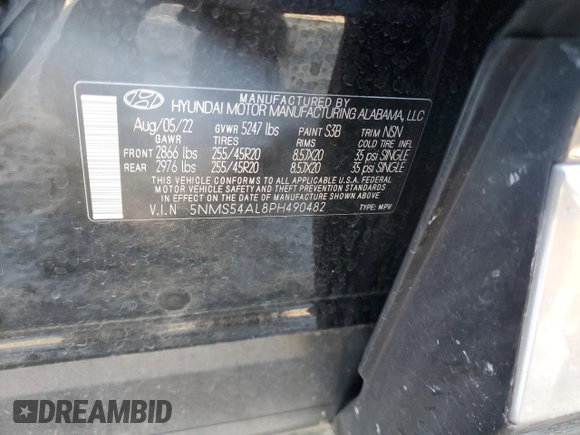 MANUFACTURED BY
HYUNDAI MOTOR MANUFACTURING ALABAMA, LLC
Aug/05/22 GVWR 5247 lbs PAINT S3B TRIM NSN
GAWR TIRES RIMS COLD TIRE INFL
FRONT 2866 lbs 255/45R20 8.5JX20 35 psi SINGLE
REAR 2976 lbs 255/45R20 8.5JX20 35 psi SINGLE
THIS VEHICLE CONFORMS TO ALL APPLICABLE U.S.A. FEDERAL
MOTOR VEHICLE SAFETY AND THEFT PREVENTION STANDARDS
IN EFFECT ON THE DATE OF MANUFACTURE SHOWN ABOVE.
V.I.N 5NMS54AL8PH490482 TYPE: MPV
DREAMBID